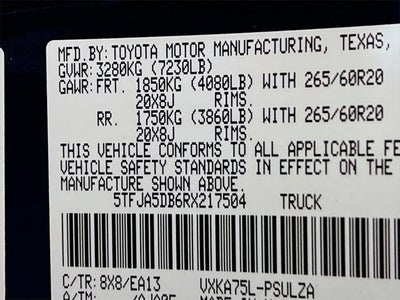 MFD.BY:TOYOTA MOTOR MANUFACTURING, TEXAS,
GVWR:3280KG (7230LB)
GAWR:FRT. 1850KG (4080LB) WITH 265/60R20
20X8J RIMS.
RR. 1750KG (3860LB) WITH 265/60R20
20X8J RIMS.
THIS VEHICLE CONFORMS TO ALL APPLICABLE FE
VEHICLE SAFETY STANDARDS IN EFFECT ON THE
MANUFACTURE SHOWN ABOVE.
5TFJA5DB6RX217504 TRUCK
C/TR:8X8/EA13 VXKA75L-PSULZA